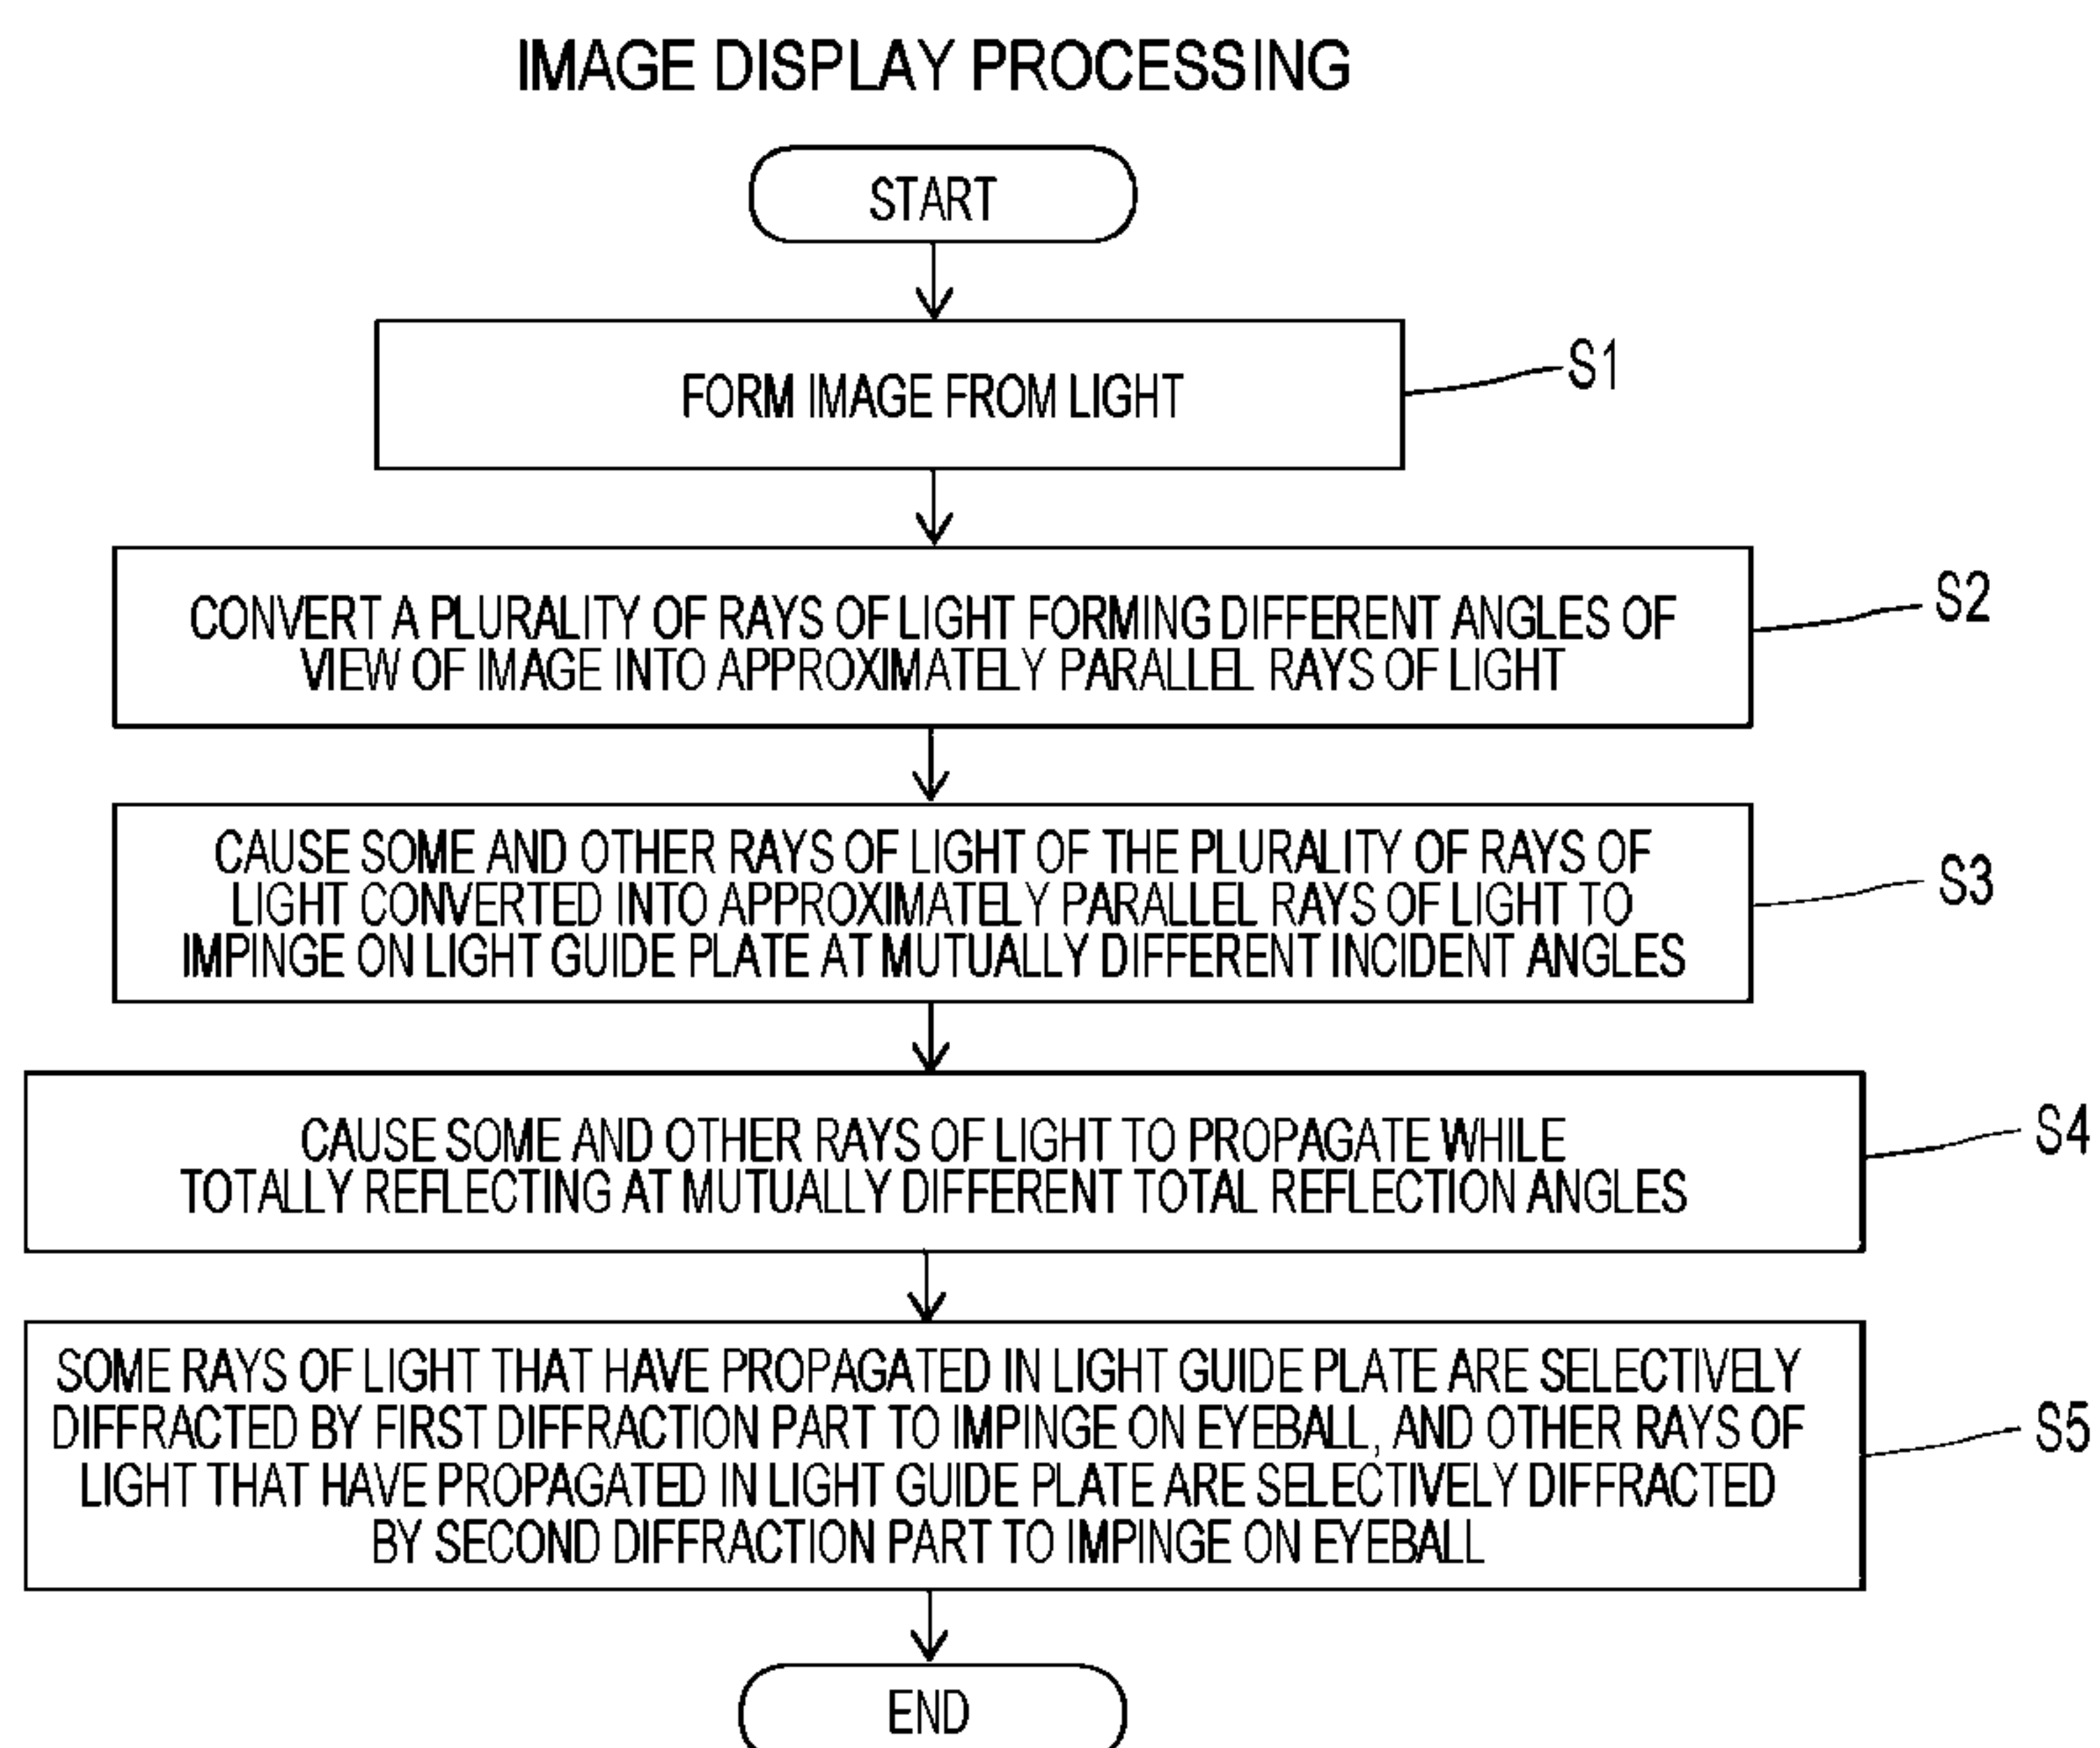 IMAGE DISPLAY PROCESSING
START
FORM IMAGE FROM LIGHT
S1
CONVERT A PLURALITY OF RAYS OF LIGHT FORMING DIFFERENT ANGLES OF
VIEW OF IMAGE INTO APPROXIMATELY PARALLEL RAYS OF LIGHT
S2
CAUSE SOME AND OTHER RAYS OF LIGHT OF THE PLURALITY OF RAYS OF
LIGHT CONVERTED INTO APPROXIMATELY PARALLEL RAYS OF LIGHT TO
IMPINGE ON LIGHT GUIDE PLATE AT MUTUALLY DIFFERENT INCIDENT ANGLES
S3
CAUSE SOME AND OTHER RAYS OF LIGHT TO PROPAGATE WHILE
TOTALLY REFLECTING AT MUTUALLY DIFFERENT TOTAL REFLECTION ANGLES
S4
SOME RAYS OF LIGHT THAT HAVE PROPAGATED IN LIGHT GUIDE PLATE ARE SELECTIVELY
DIFFRACTED BY FIRST DIFFRACTION PART TO IMPINGE ON EYEBALL, AND OTHER RAYS OF
LIGHT THAT HAVE PROPAGATED IN LIGHT GUIDE PLATE ARE SELECTIVELY DIFFRACTED
BY SECOND DIFFRACTION PART TO IMPINGE ON EYEBALL
S5
END